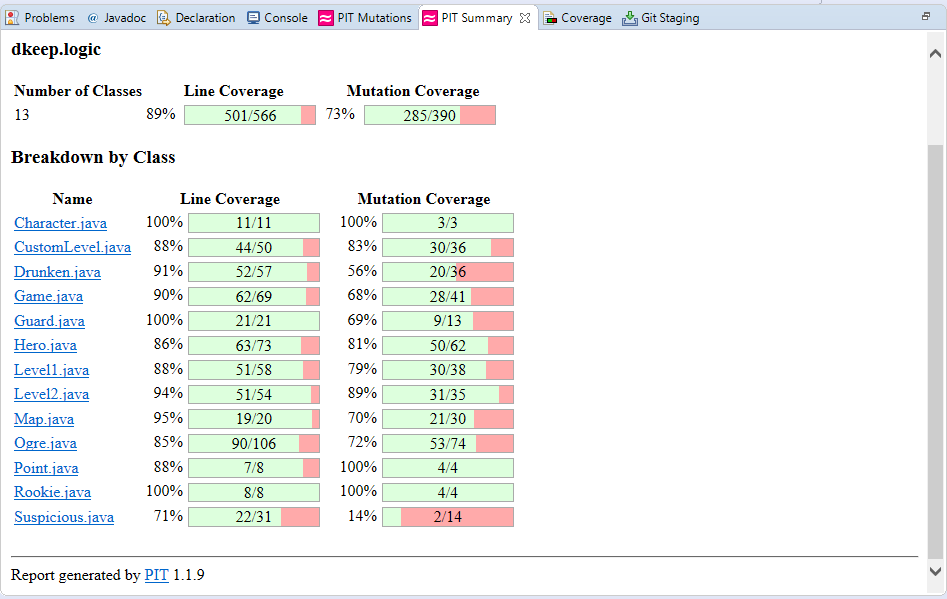 Problems @ Javadoc Declaration Console PIT Mutations PIT Summary Coverage Git Staging
dkeep.logic
Number of Classes Line Coverage Mutation Coverage
13 89% 501/566 73% 285/390
Breakdown by Class
Name Line Coverage Mutation Coverage
Character.java 100% 11/11 100% 3/3
CustomLevel.java 88% 44/50 83% 30/36
Drunken.java 91% 52/57 56% 20/36
Game.java 90% 62/69 68% 28/41
Guard.java 100% 21/21 69% 9/13
Hero.java 86% 63/73 81% 50/62
Level1.java 88% 51/58 79% 30/38
Level2.java 94% 51/54 89% 31/35
Map.java 95% 19/20 70% 21/30
Ogre.java 85% 90/106 72% 53/74
Point.java 88% 7/8 100% 4/4
Rookie.java 100% 8/8 100% 4/4
Suspicious.java 71% 22/31 14% 2/14
Report generated by PIT 1.1.9